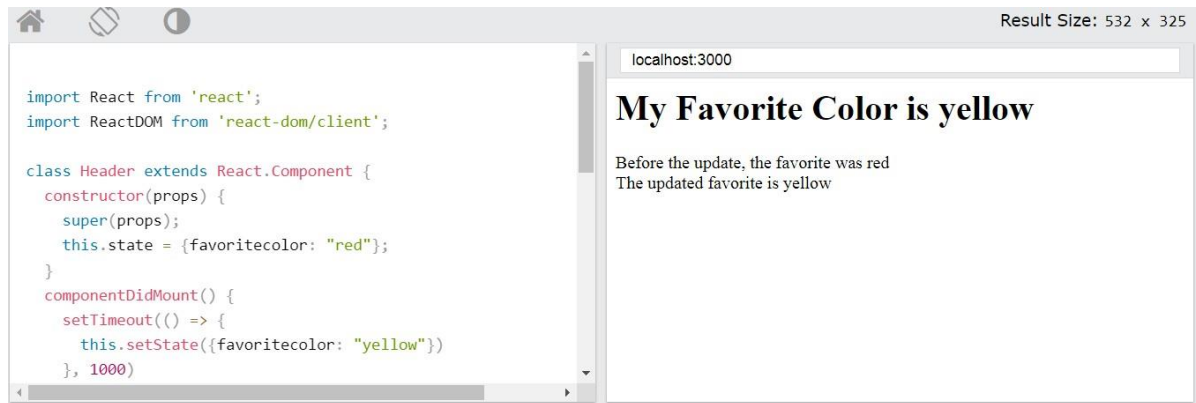 Result Size: 532 x 325
import React from 'react';
import ReactDOM from 'react-dom/client';
class Header extends React.Component {
constructor(props) {
super(props);
this.state = {favoritecolor: "red"};
}
componentDidMount() {
setTimeout(() => {
this.setState({favoritecolor: "yellow"})
}, 1000)
localhost:3000
My Favorite Color is yellow
Before the update, the favorite was red
The updated favorite is yellow